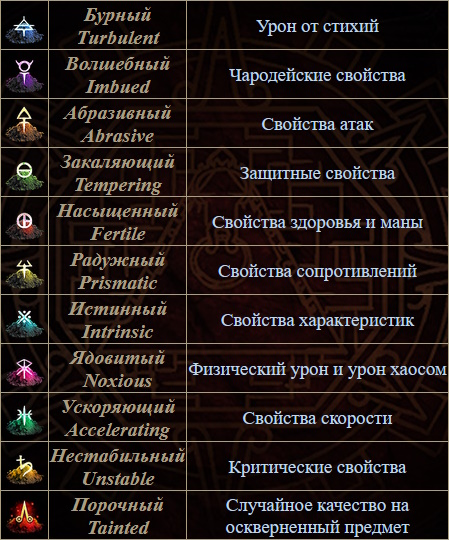 Бурный
Turbulent
Урон от стихий
Волшебный
Imbued
Чародейские свойства
Абразивный
Abrasive
Свойства атак
Закаляющий
Tempering
Защитные свойства
Насыщенный
Fertile
Свойства здоровья и маны
Радужный
Prismatic
Свойства сопротивлений
Истинный
Intrinsic
Свойства характеристик
Ядовитый
Noxious
Физический урон и урон хаосом
Ускоряющий
Accelerating
Свойства скорости
Нестабильный
Unstable
Критические свойства
Порочный
Tainted
Случайное качество на
оскверненный предмет